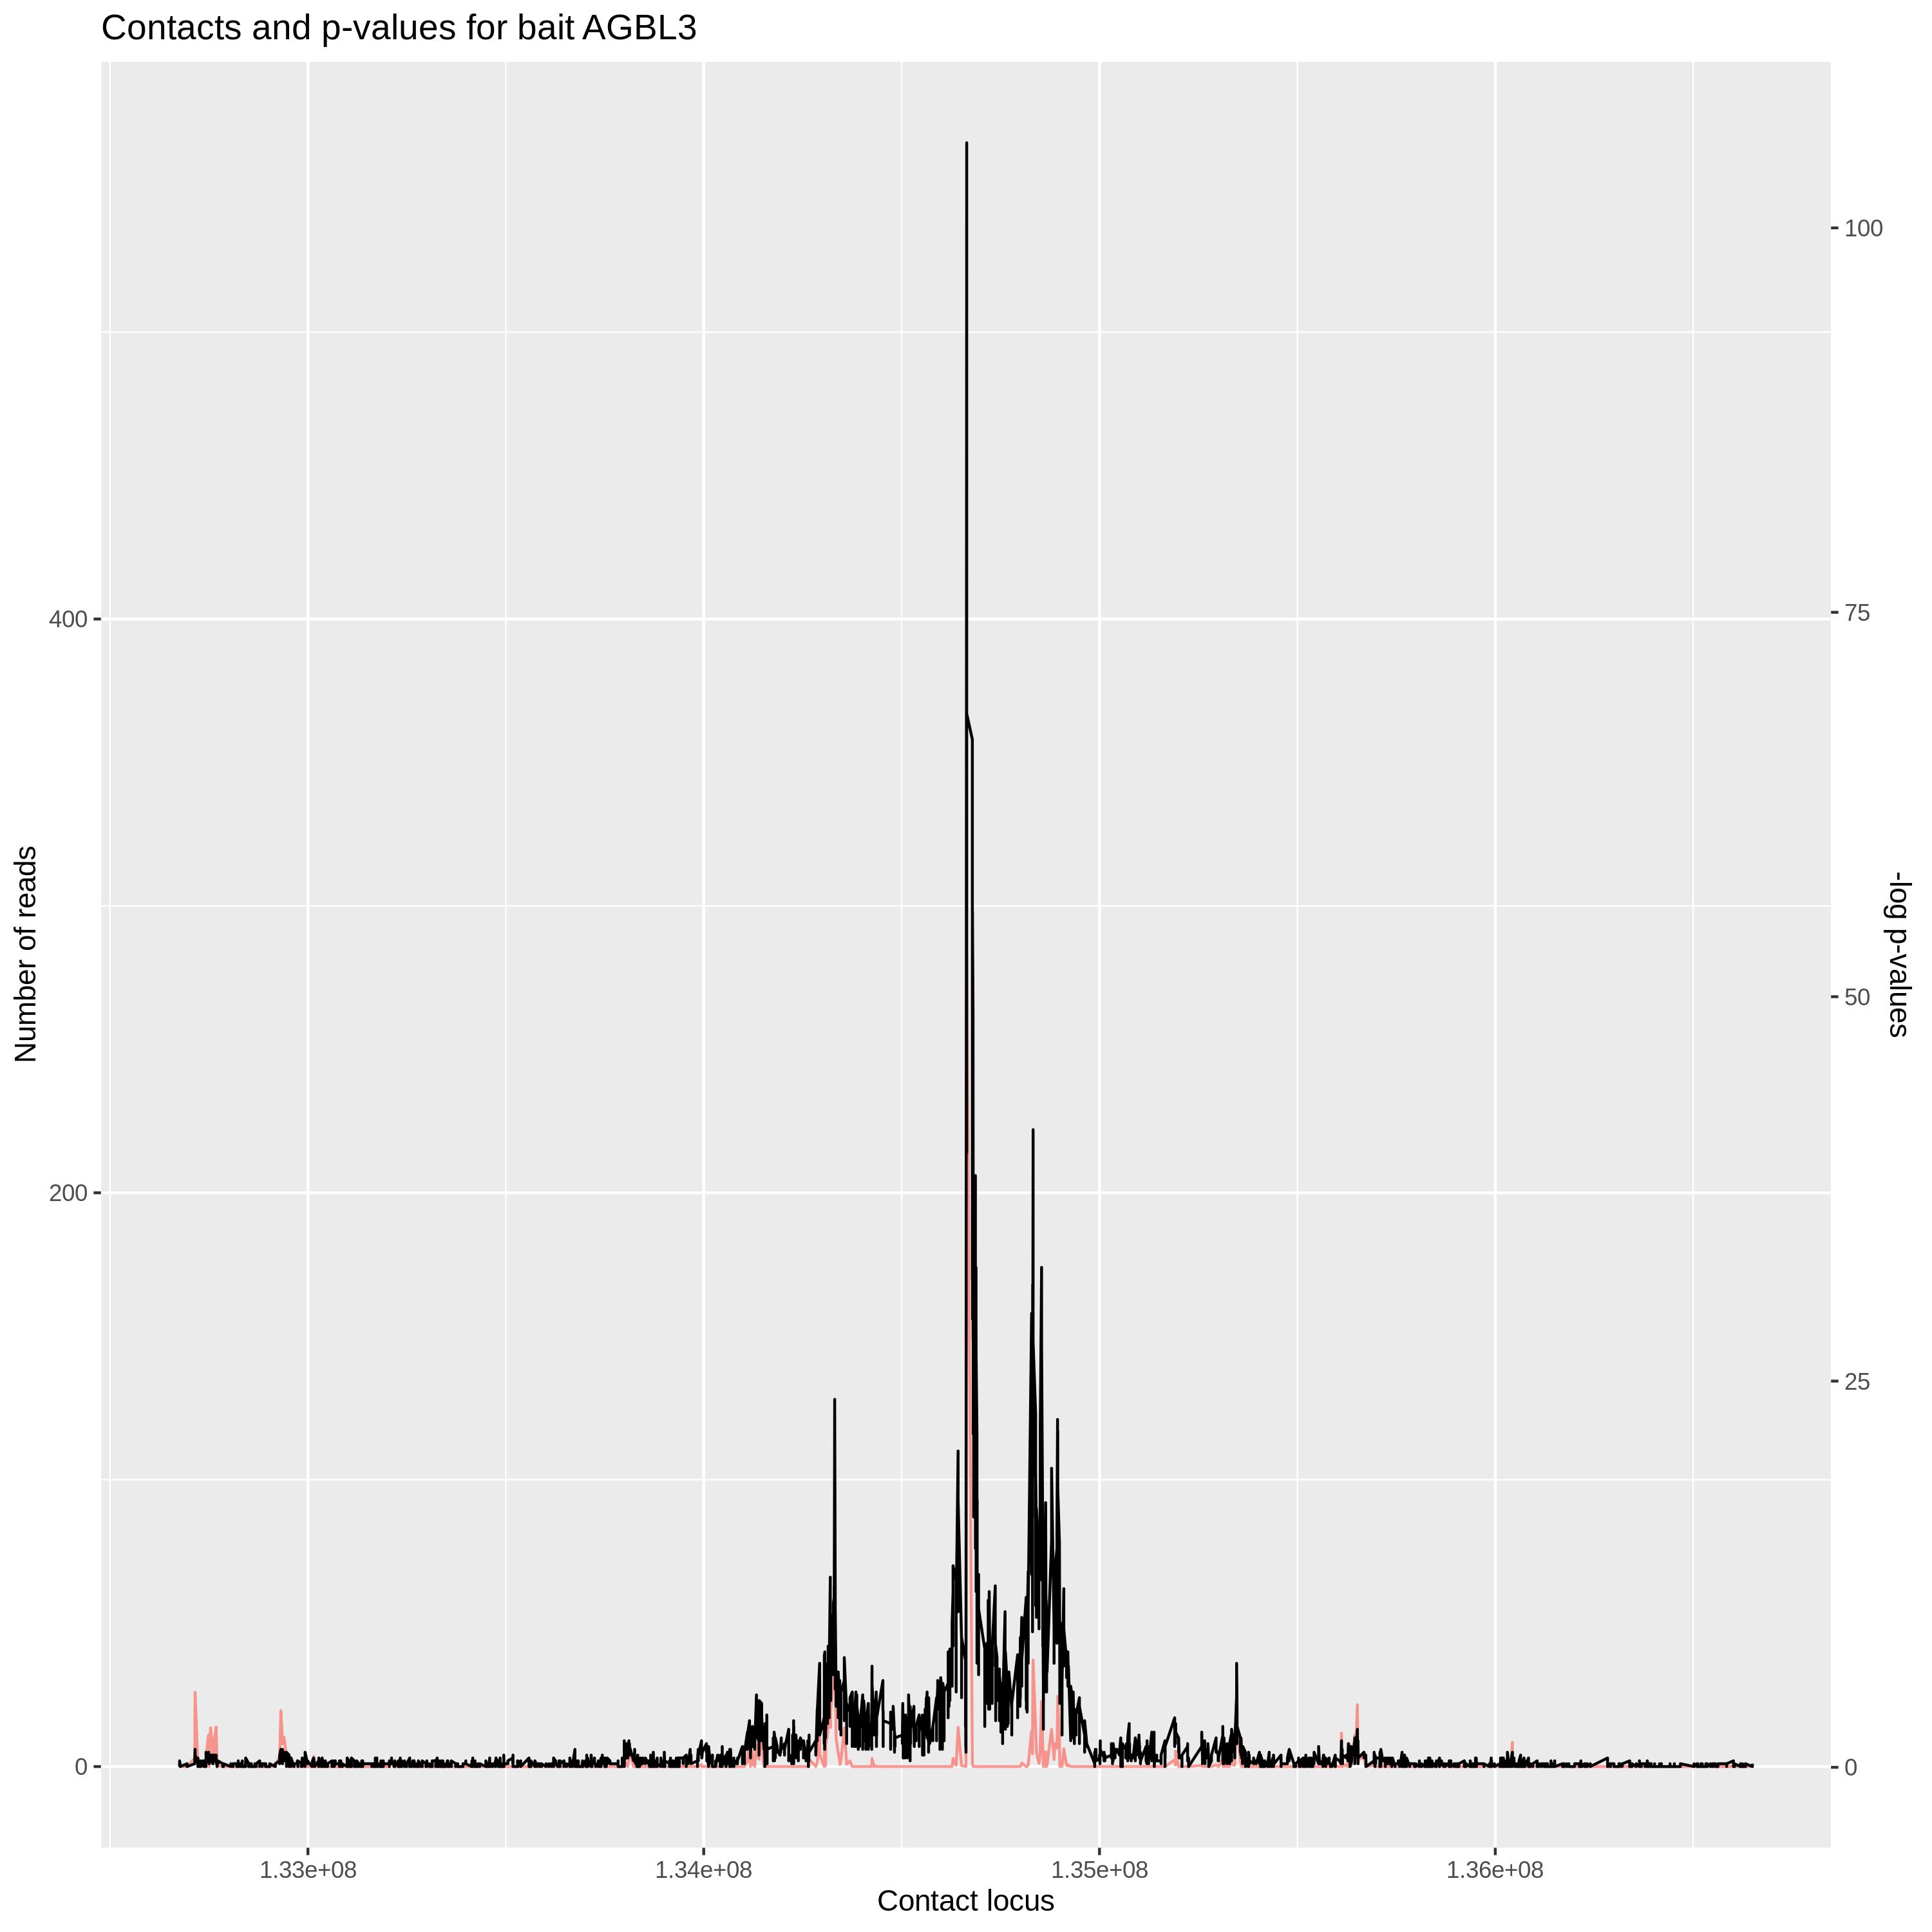 Contacts and p-values for bait AGBL3
Number of reads
400
200
0
100
75
50
25
0
-log p-values
1.33e+08
1.34e+08
1.35e+08
1.36e+08
Contact locus